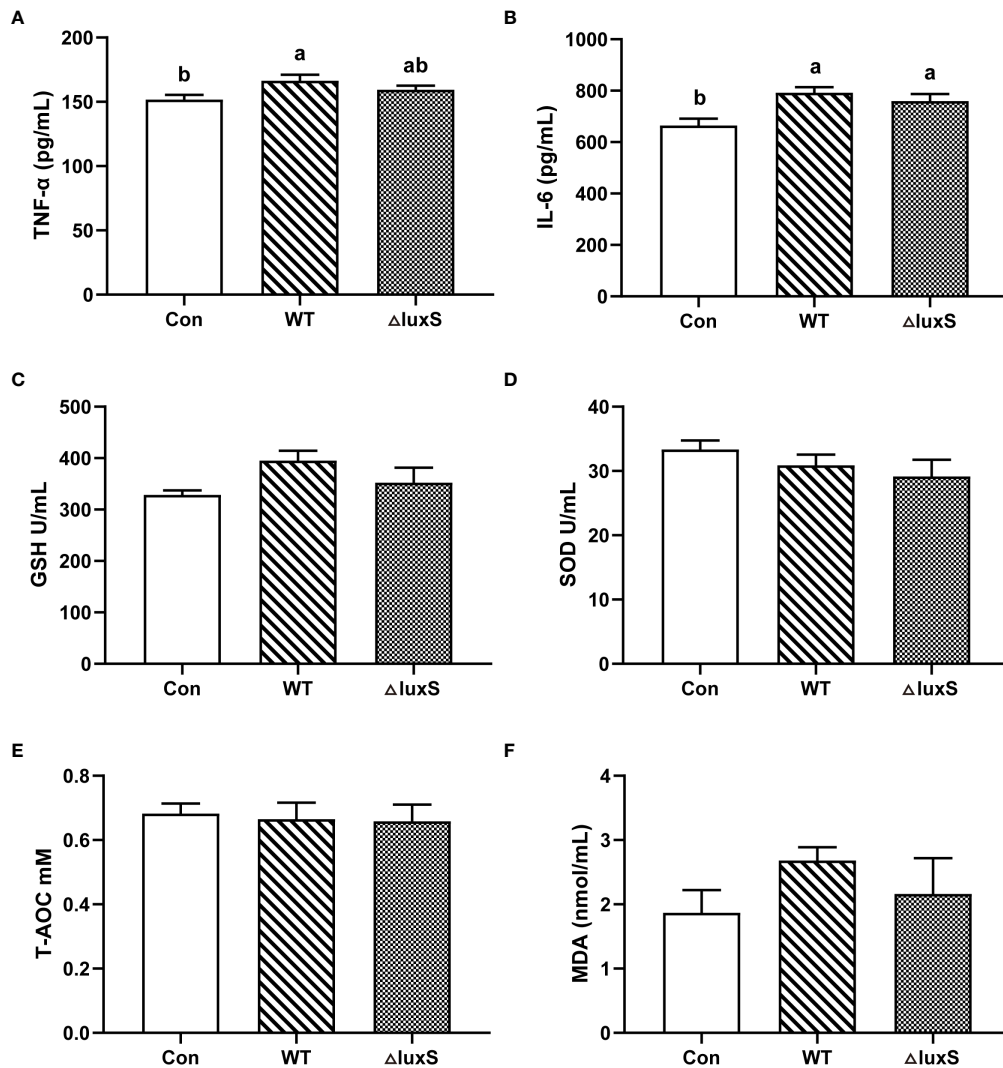 A
TNF-α (pg/mL)
200
150
100
50
0
b
a
ab
Con
WT
△luxS
B
IL-6 (pg/mL)
1000
800
600
400
200
0
b
a
a
Con
WT
△luxS
C
GSH U/mL
500
400
300
200
100
0
Con
WT
△luxS
D
SOD U/mL
40
30
20
10
0
Con
WT
△luxS
E
T-AOC mM
0.8
0.6
0.4
0.2
0.0
Con
WT
△luxS
F
MDA (nmol/mL)
4
3
2
1
0
Con
WT
△luxS